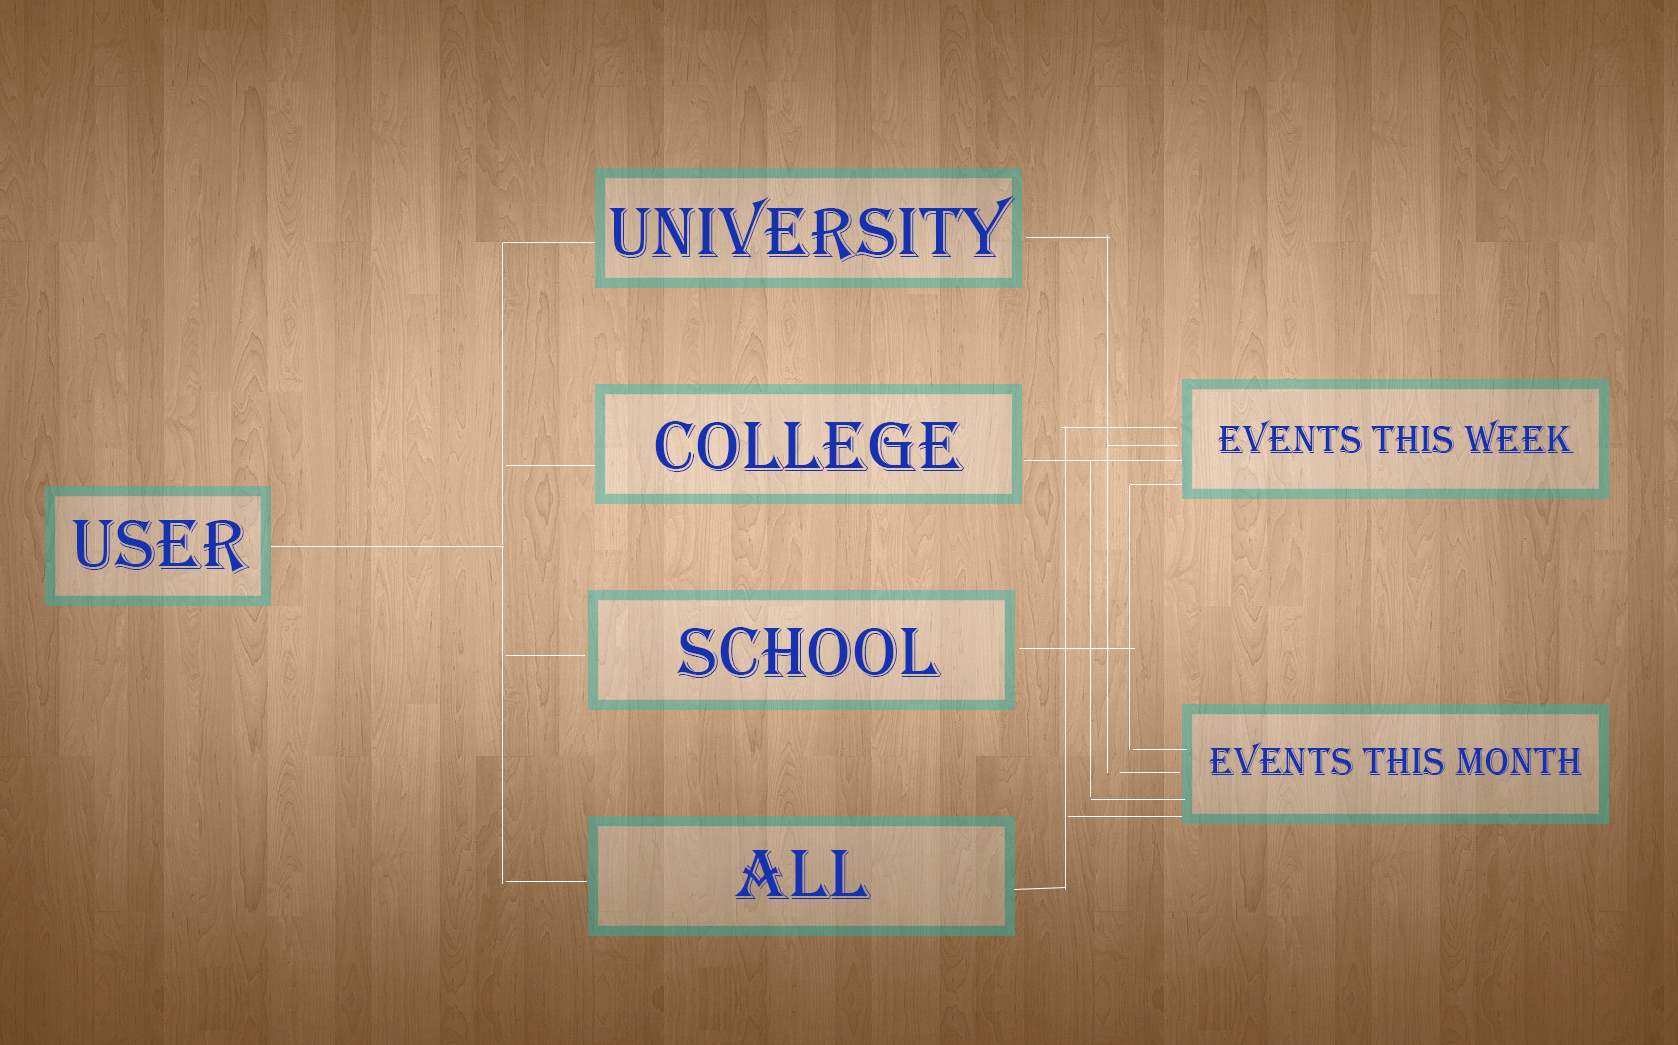 UNIVERSITY
COLLEGE
EVENTS THIS WEEK
USER
SCHOOL
EVENTS THIS MONTH
ALL